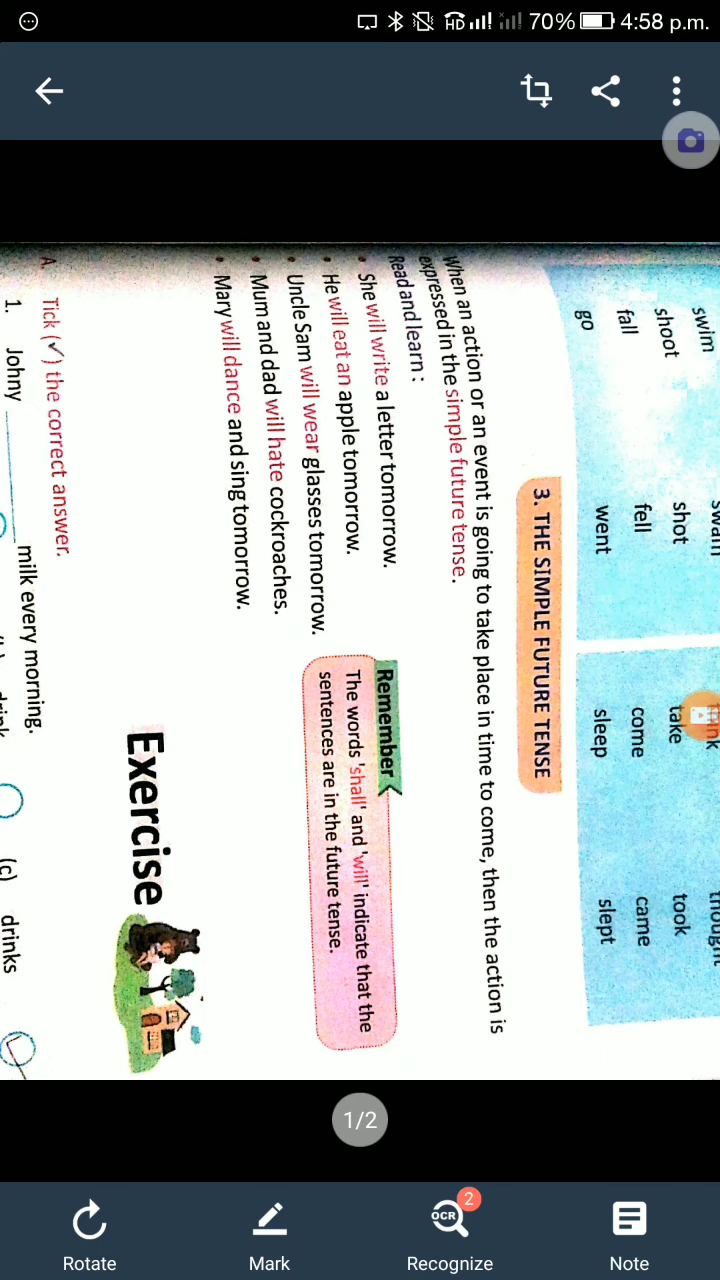 HD 70% 4:58 p.m.
swim
shoot shot take took
fall fell come came
go went sleep slept
3. THE SIMPLE FUTURE TENSE
When an action or an event is going to take place in time to come, then the action is
expressed in the simple future tense.
Read and learn :
• She will write a letter tomorrow.
• He will eat an apple tomorrow.
• Uncle Sam will wear glasses tomorrow.
• Mum and dad will hate cockroaches.
• Mary will dance and sing tomorrow.
Remember
The words 'shall' and 'will' indicate that the
sentences are in the future tense.
Exercise
A. Tick (✓) the correct answer.
1. Johny ________ milk every morning.
(c) drinks
1/2
OCR 2
Rotate Mark Recognize Note